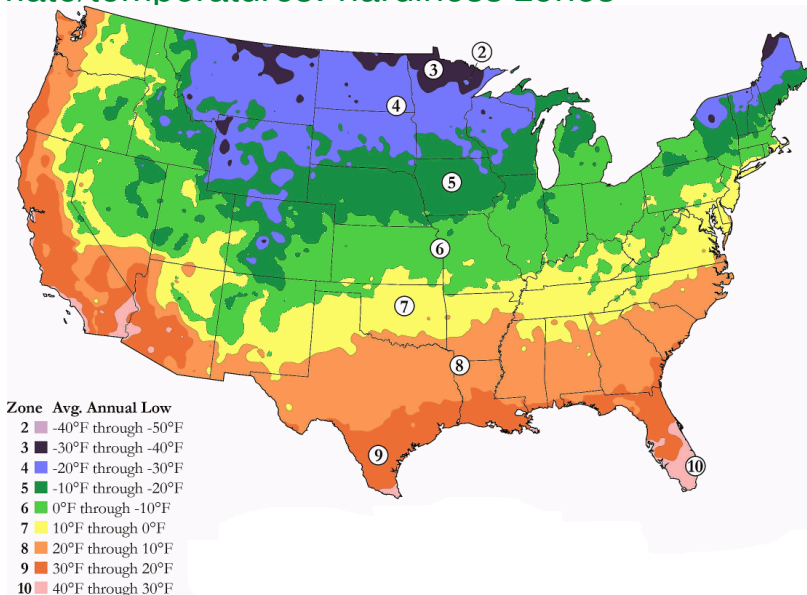 2
3
4
5
6
7
8
9
10
Zone Avg. Annual Low
2 -40°F through -50°F
3 -30°F through -40°F
4 -20°F through -30°F
5 -10°F through -20°F
6 0°F through -10°F
7 10°F through 0°F
8 20°F through 10°F
9 30°F through 20°F
10 40°F through 30°F